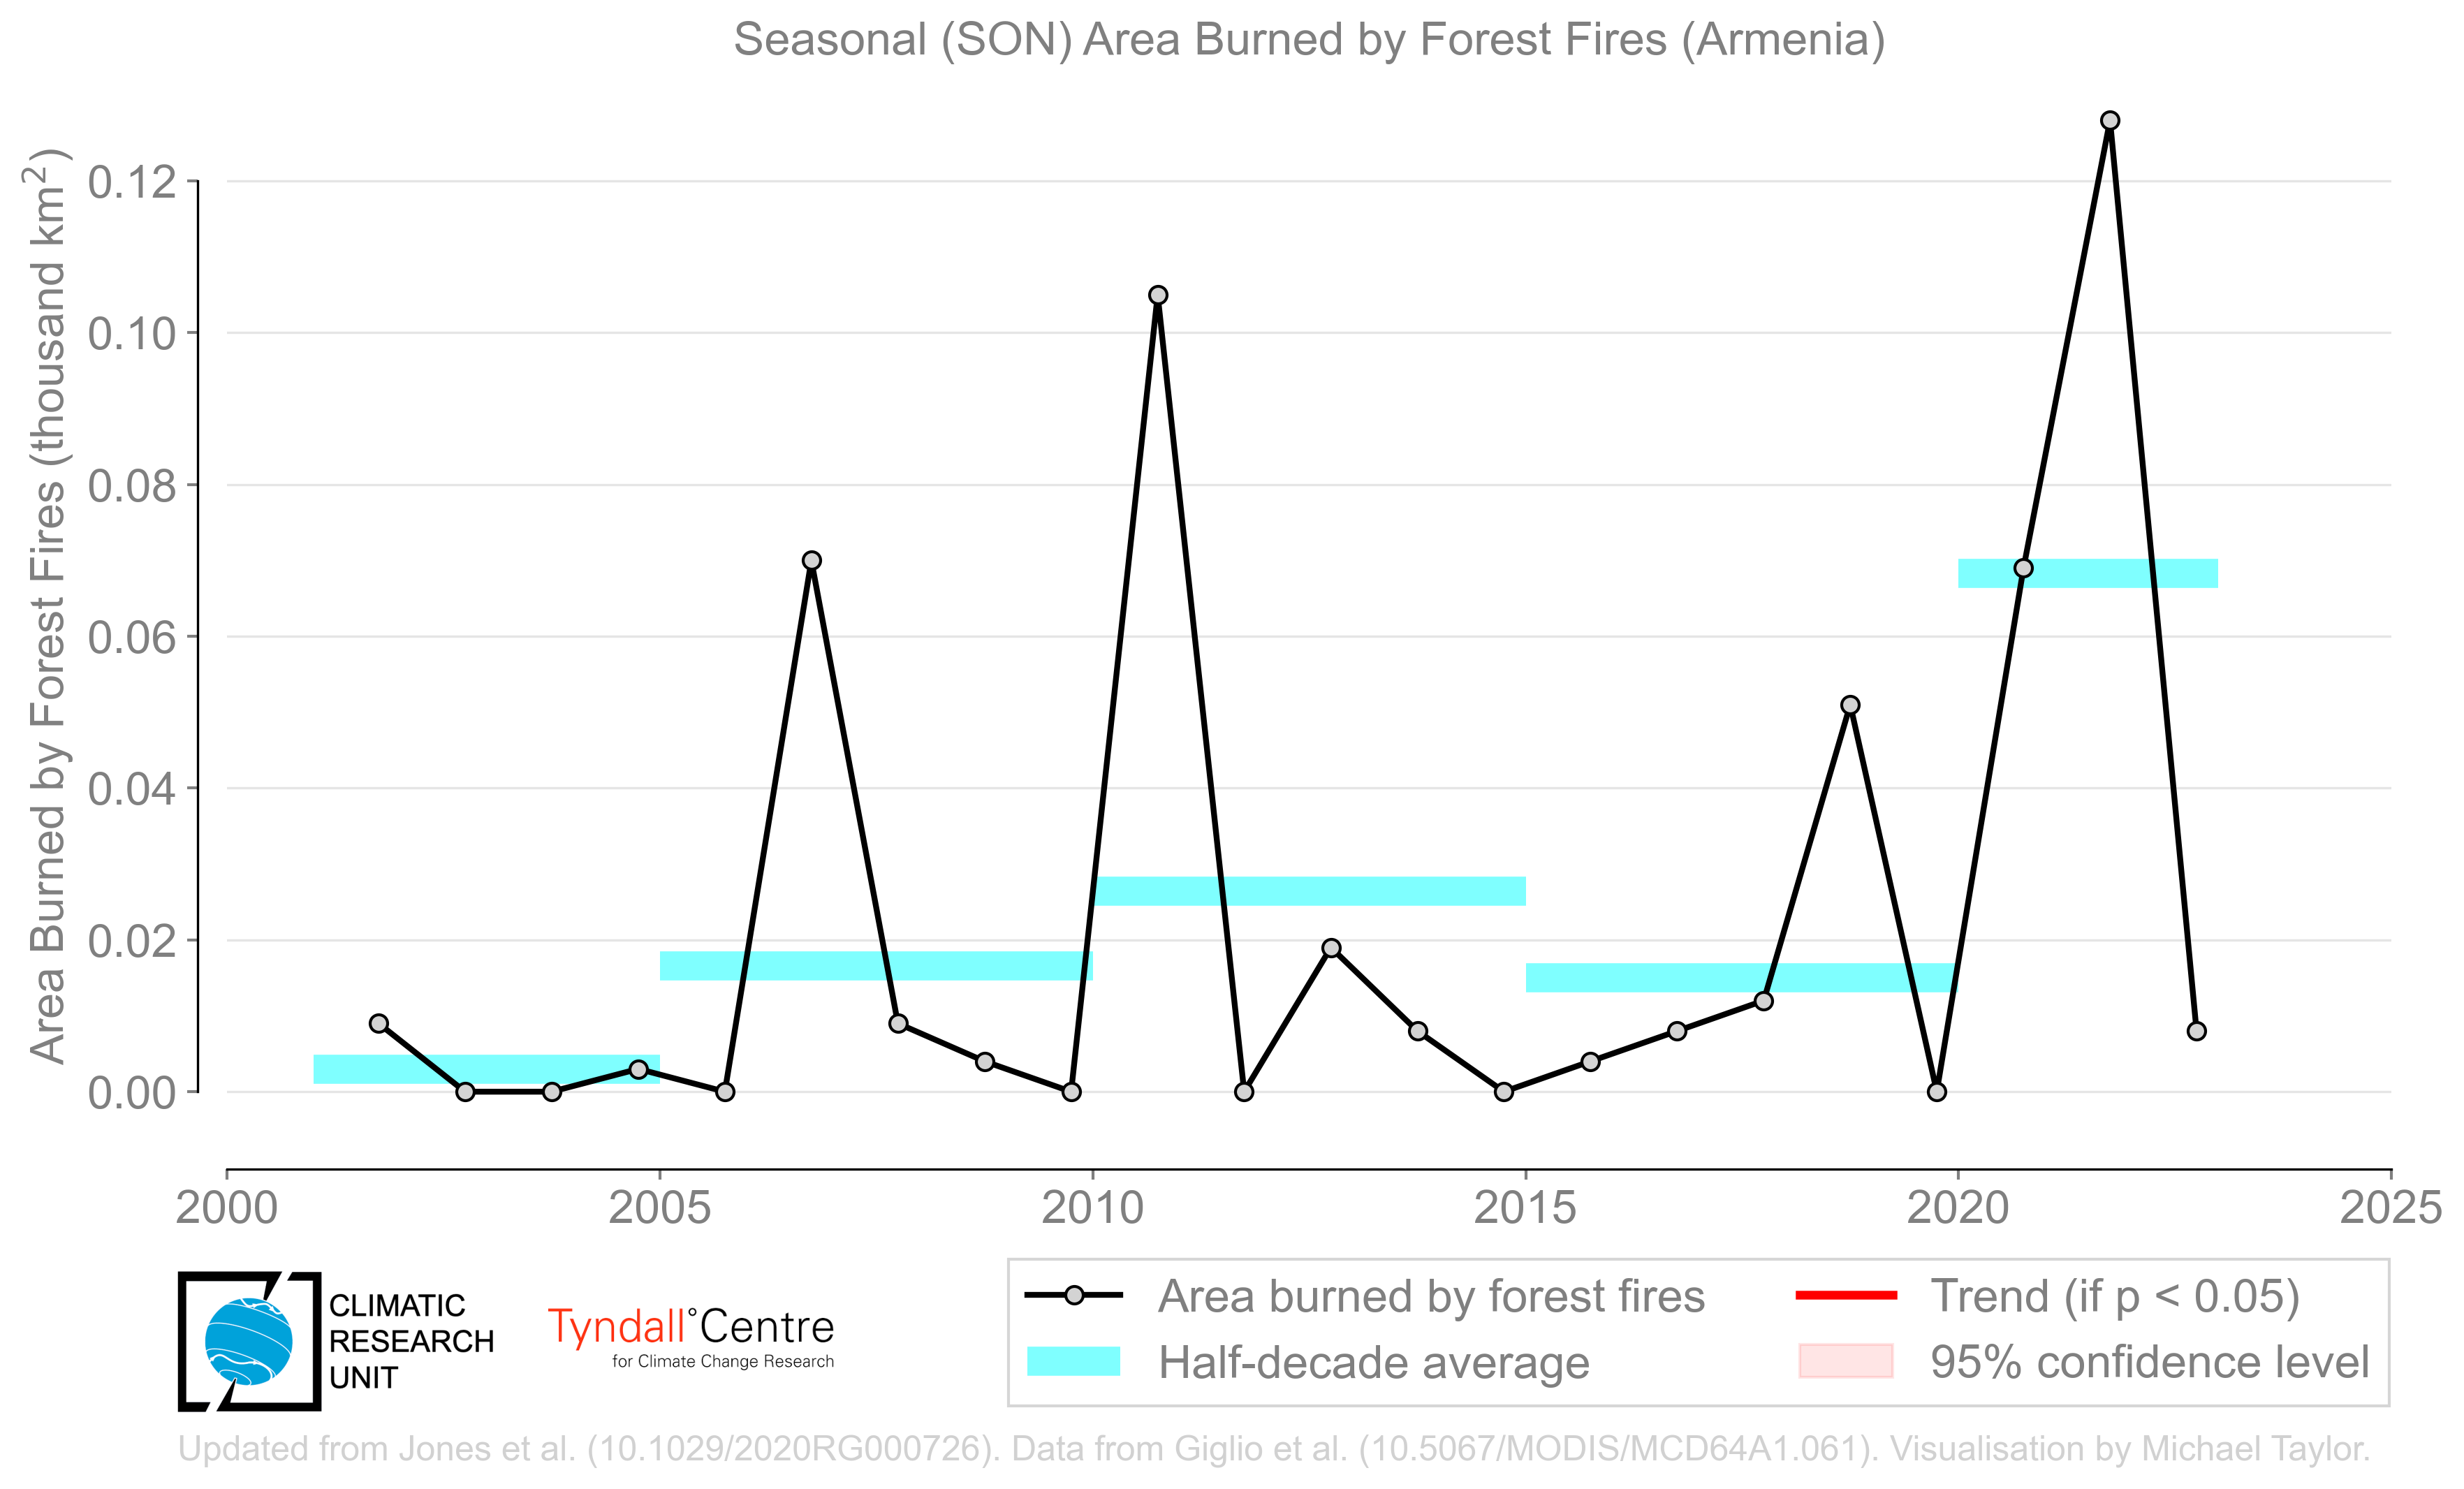 Seasonal (SON) Area Burned by Forest Fires (Armenia)
Area Burned by Forest Fires (thousand km²)
0.12
0.10
0.08
0.06
0.04
0.02
0.00
2000 2005 2010 2015 2020 2025
CLIMATIC
RESEARCH
UNIT
Tyndall°Centre
for Climate Change Research
Area burned by forest fires
Half-decade average
Trend (if p < 0.05)
95% confidence level
Updated from Jones et al. (10.1029/2020RG000726). Data from Giglio et al. (10.5067/MODIS/MCD64A1.061). Visualisation by Michael Taylor.